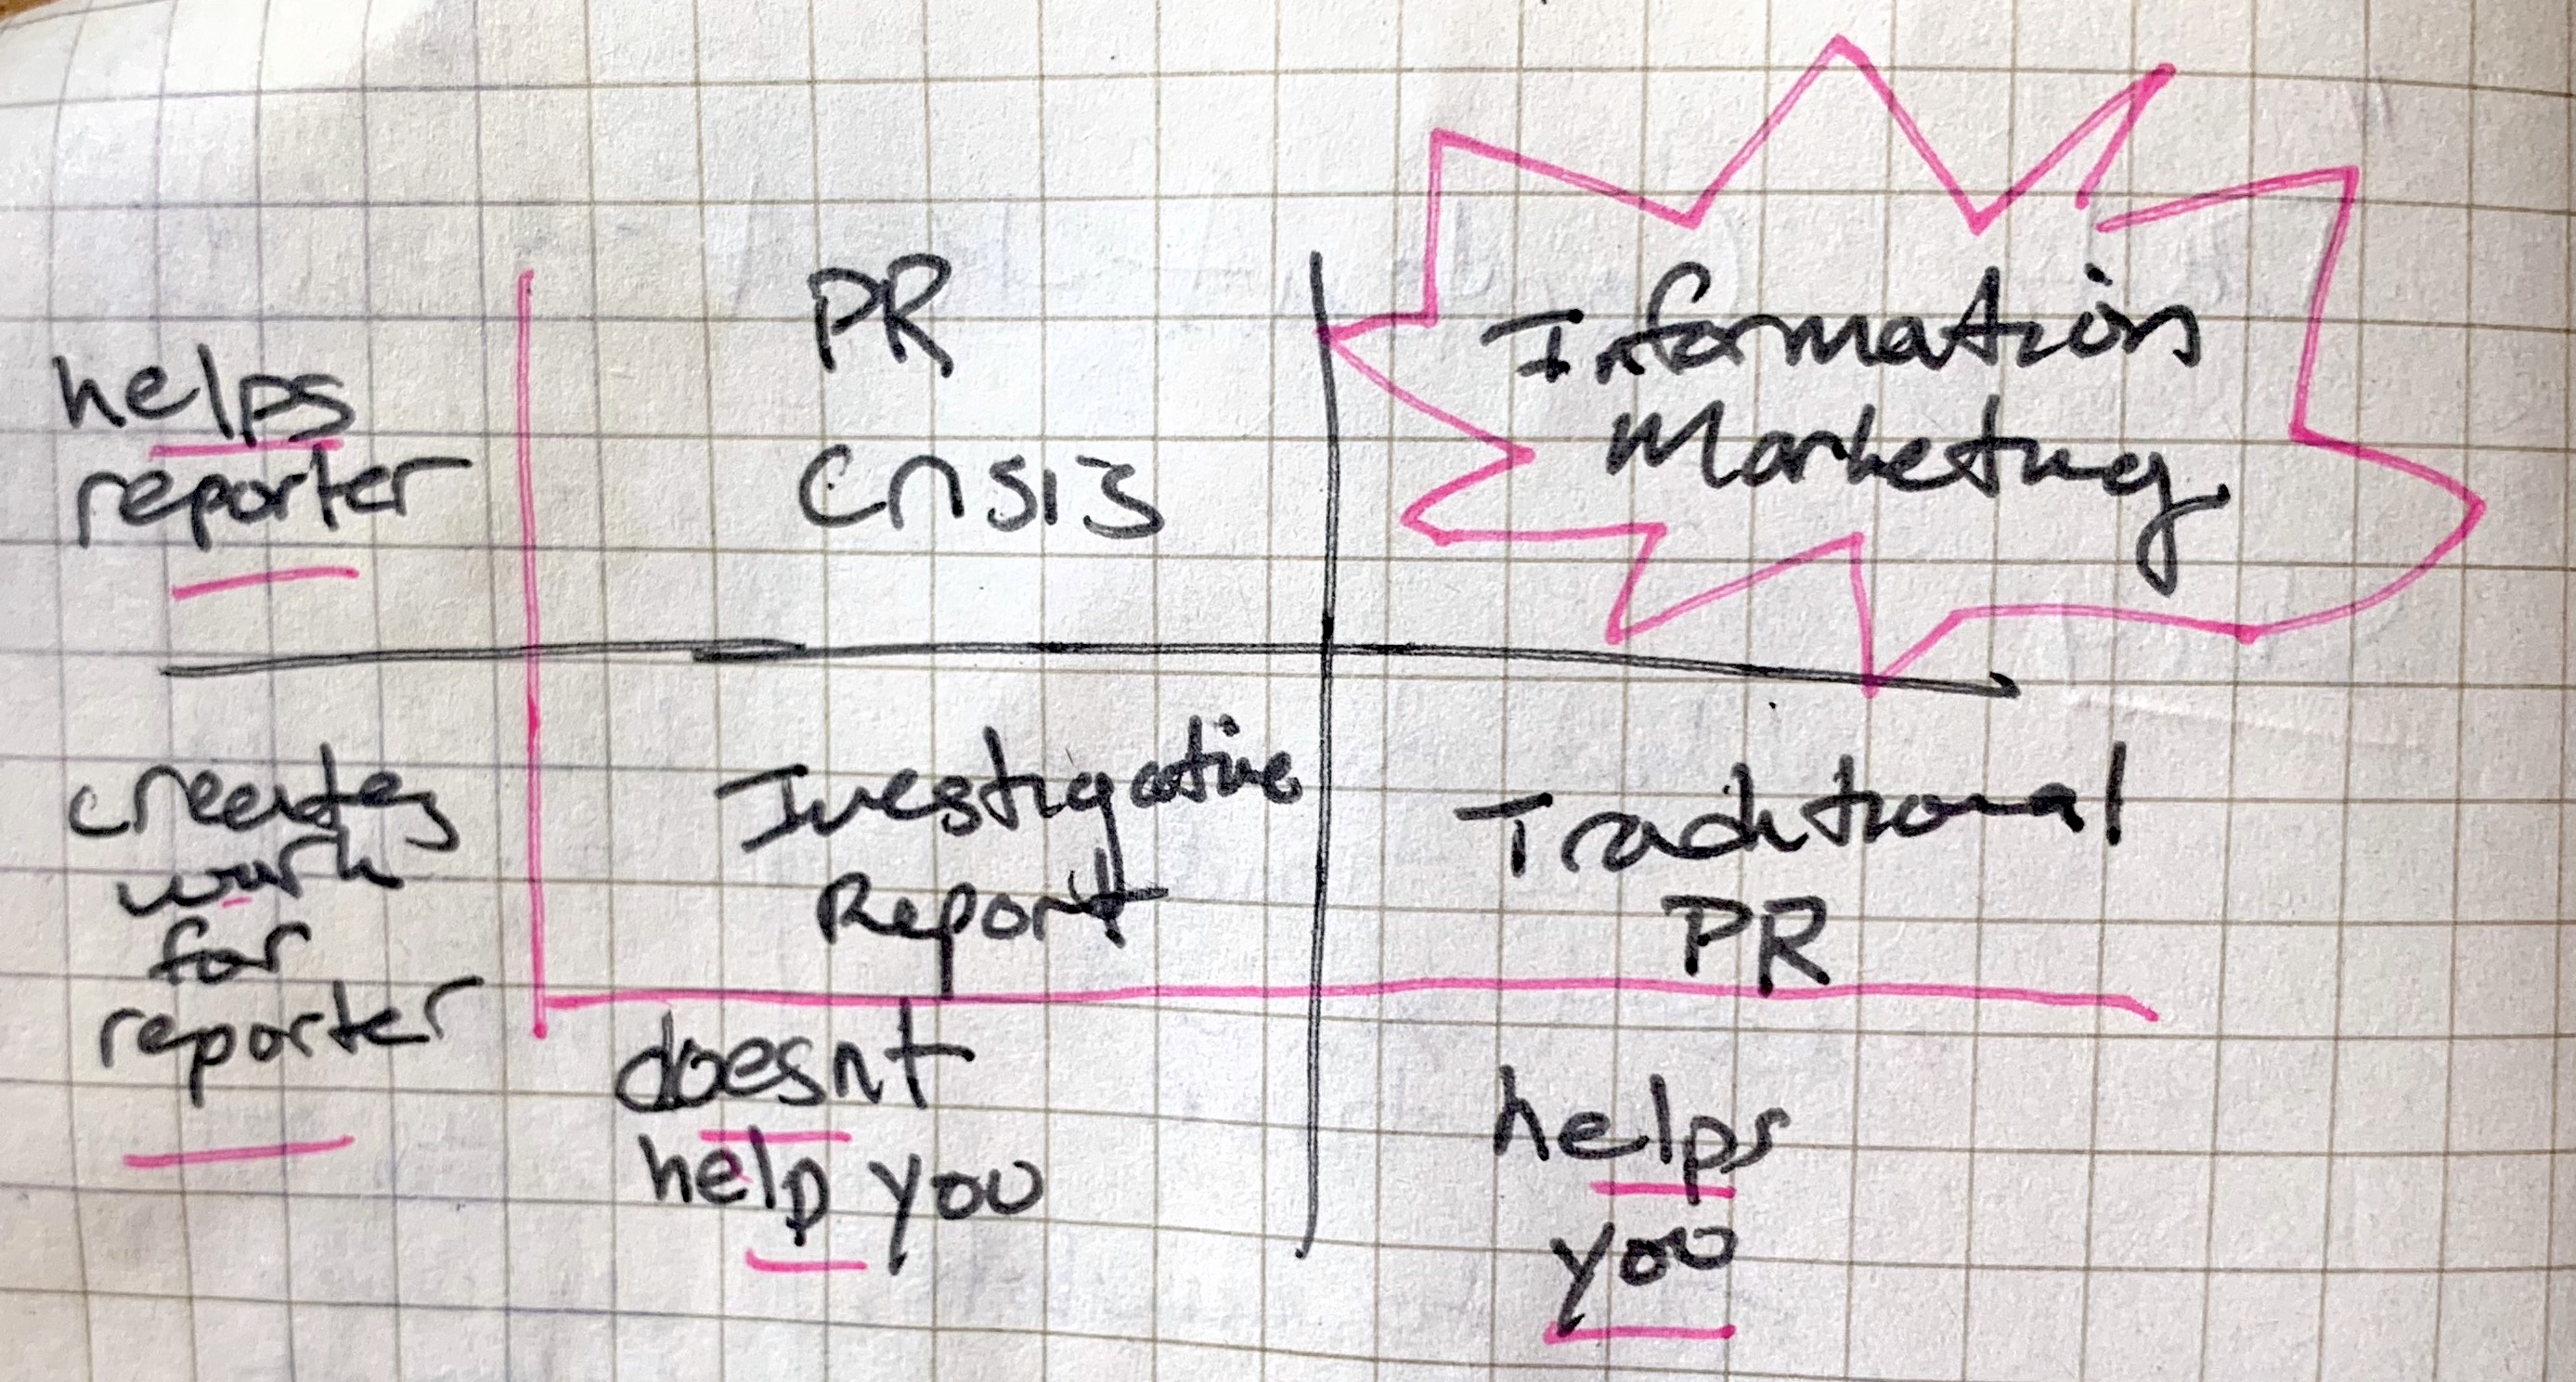 PR
Crisis
Information
Marketing
helps
reporter
Investigative
Report
Traditional
PR
creates
work
for
reporter
doesnt
help you
helps
you